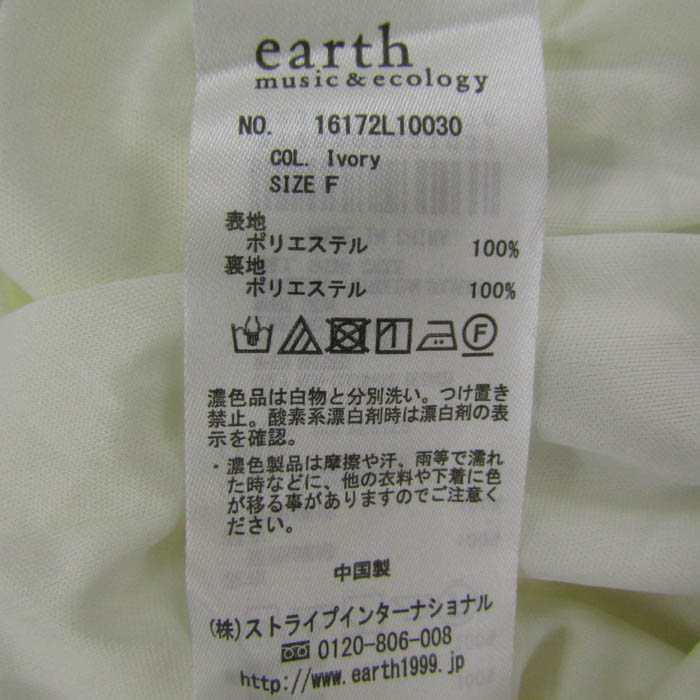 earth
music & ecology
NO. 16172L10030
COL. Ivory
SIZE F
表地
ポリエステル 100%
裏地
ポリエステル 100%
濃色品は白物と分別洗い。つけ置き
禁止。酸素系漂白剤時は漂白剤の表
示を確認。
・濃色製品は摩擦や汗、雨等で濡れ
た時などに、他の衣料や下着に色
が移る事がありますのでご注意く
ださい。
中国製
(株)ストライプインターナショナル
0120-806-008
http://www.earth1999.jp